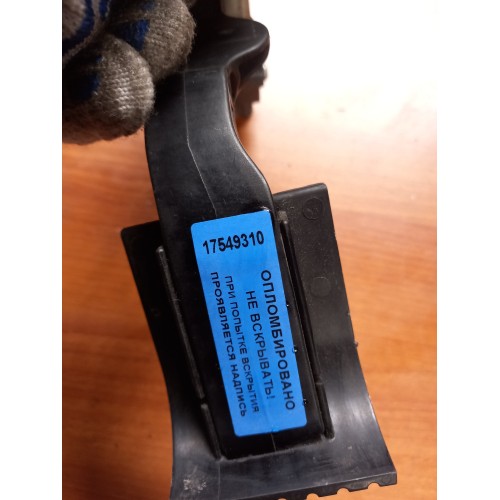 17549310
ОПЛОМБИРОВАНО
НЕ ВСКРЫВАТЬ!
ПРИ ПОПЫТКЕ ВСКРЫТИЯ
ПРОЯВЛЯЕТСЯ НАДПИСЬ